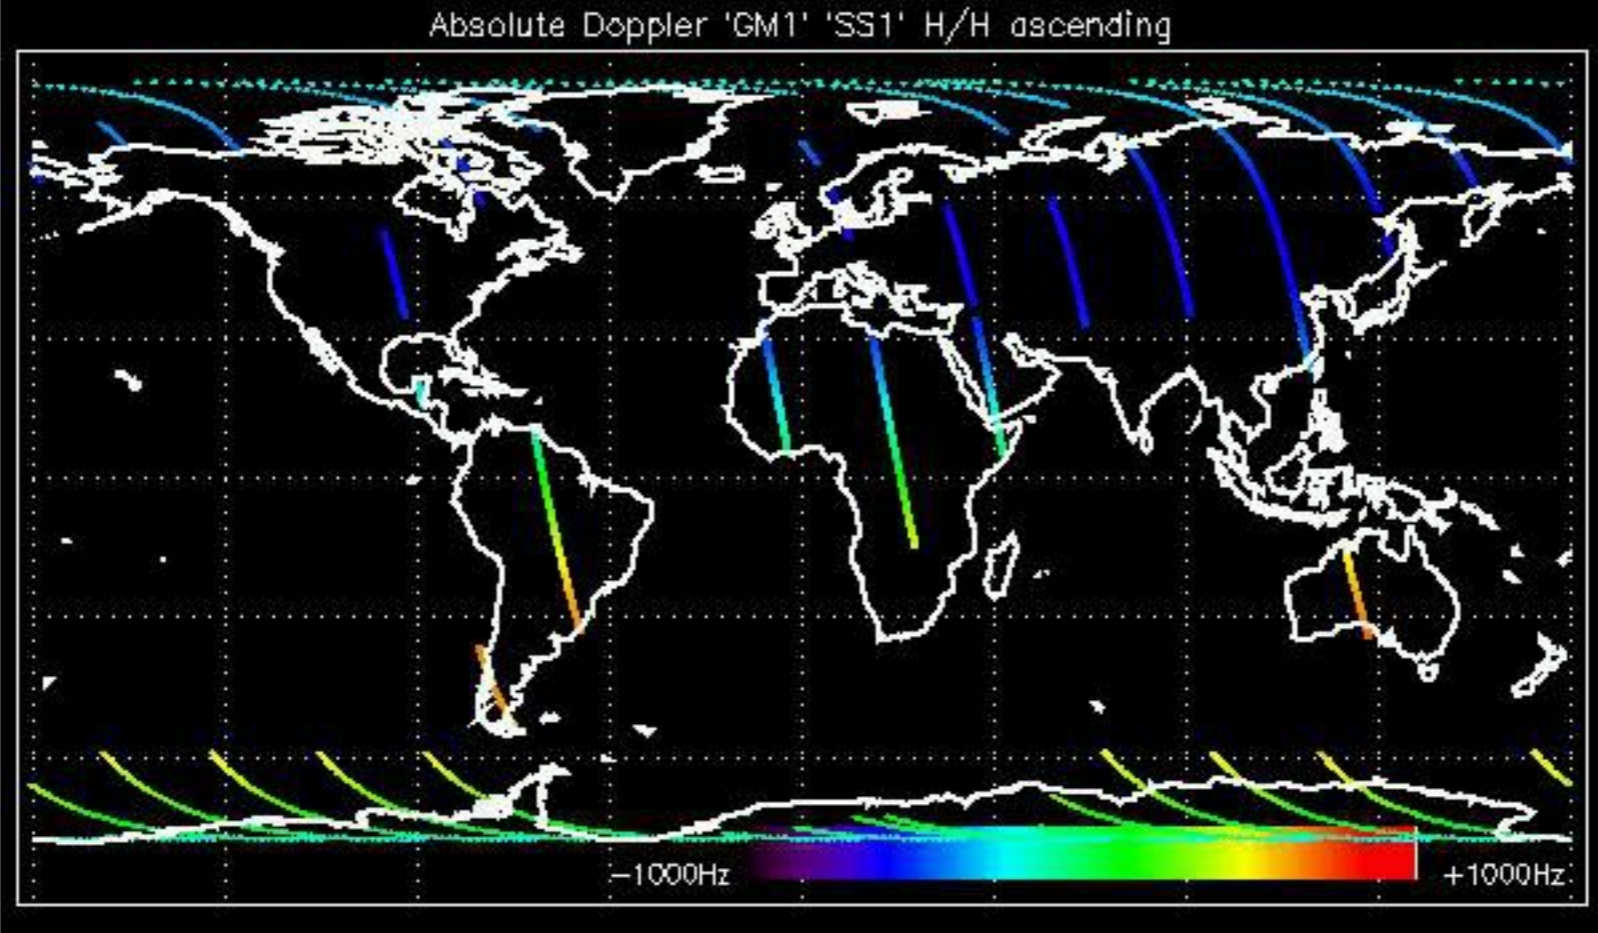 Absolute Doppler 'GM1' 'SS1' H/H ascending
−1000Hz
+1000Hz